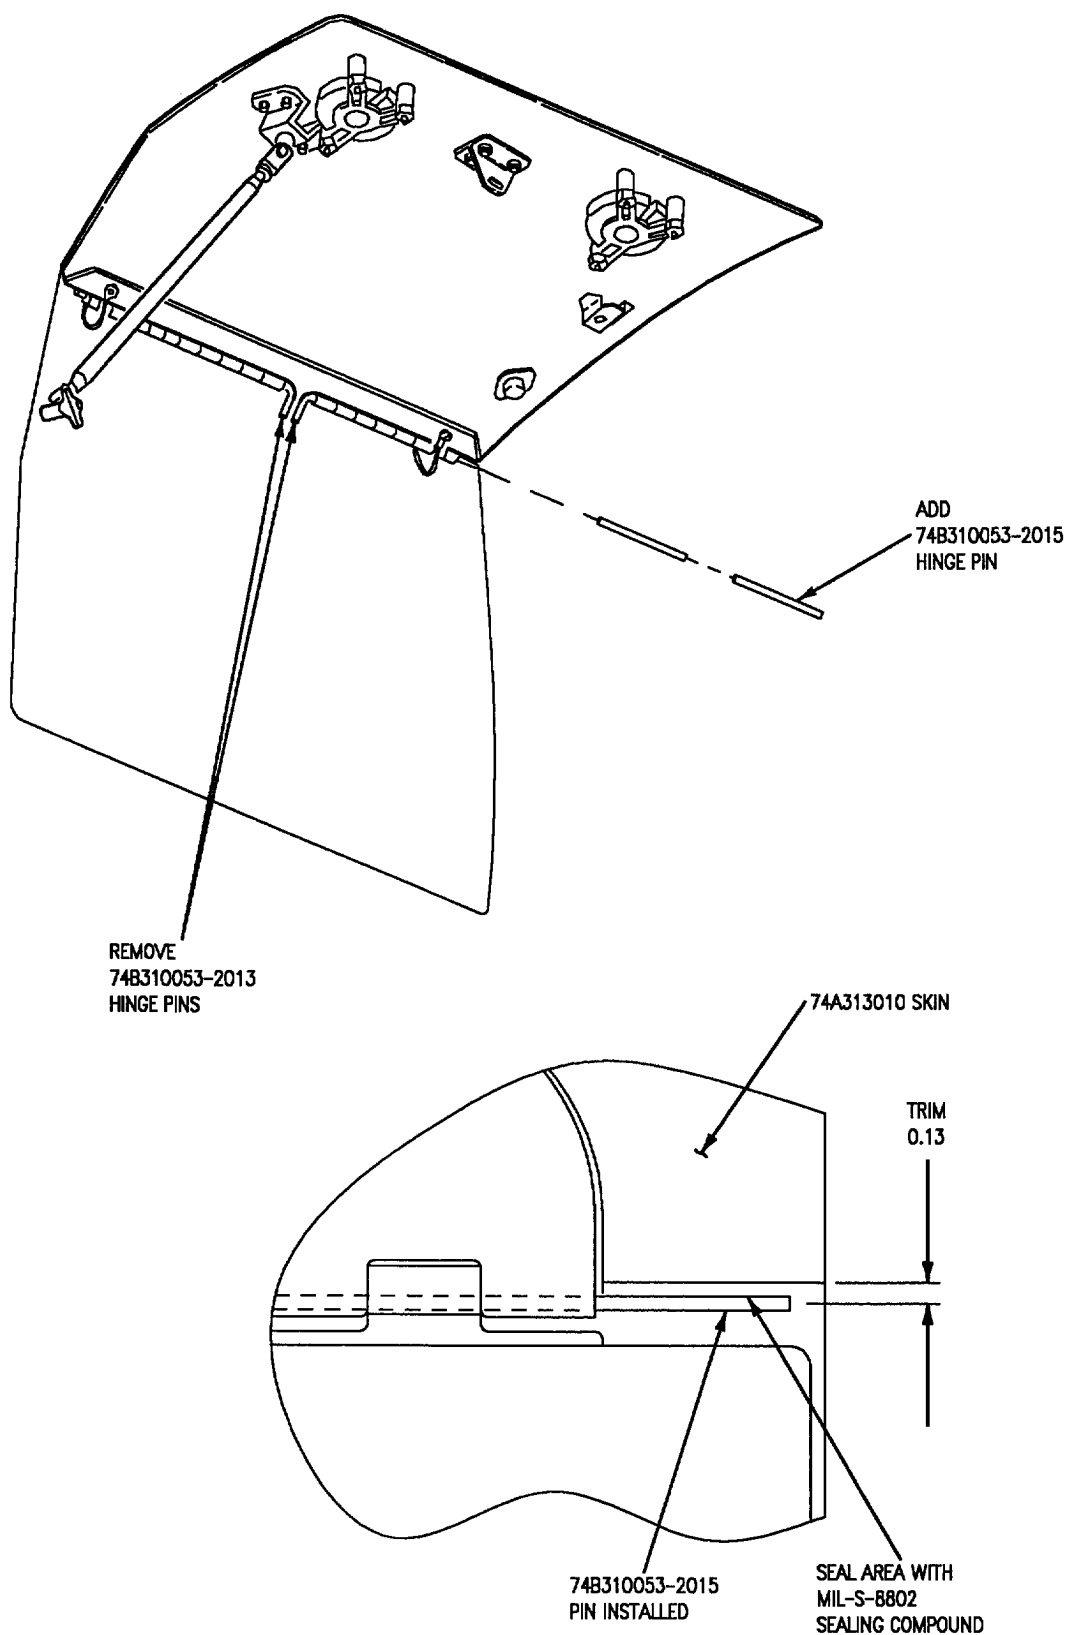 ADD
74B310053-2015
HINGE PIN
REMOVE
74B310053-2013
HINGE PINS
74A313010 SKIN
TRIM
0.13
74B310053-2015
PIN INSTALLED
SEAL AREA WITH
MIL-S-8802
SEALING COMPOUND